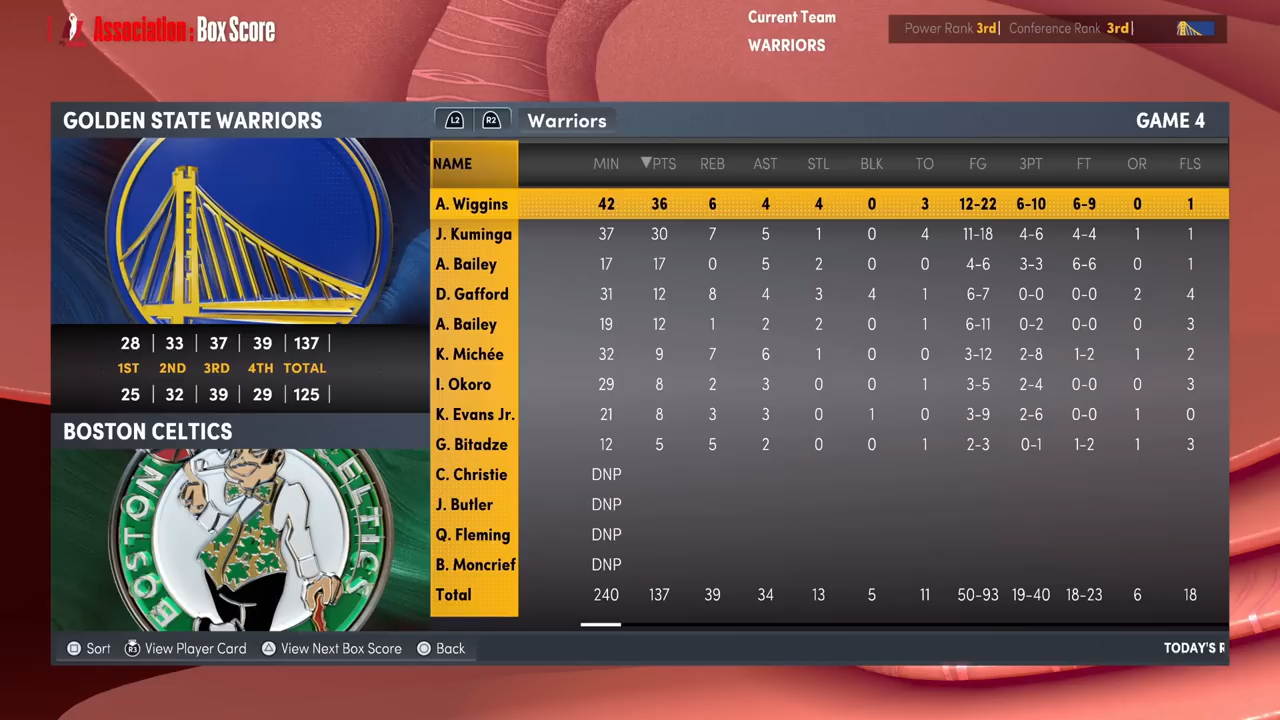 Association: Box Score
Current Team
WARRIORS
Power Rank 3rd| Conference Rank 3rd|
GOLDEN STATE WARRIORS
28 | 33 | 37 | 39 | 137 |
1ST 2ND 3RD 4TH TOTAL
25 | 32 | 39 | 29 | 125 |
BOSTON CELTICS
BOSTON CELTICS
L2 R2 Warriors GAME 4
NAME MIN ▼PTS REB AST STL BLK TO FG 3PT FT OR FLS
A. Wiggins 42 36 6 4 4 0 3 12-22 6-10 6-9 0 1
J. Kuminga 37 30 7 5 1 0 4 11-18 4-6 4-4 1 1
A. Bailey 17 17 0 5 2 0 0 4-6 3-3 6-6 0 1
D. Gafford 31 12 8 4 3 4 1 6-7 0-0 0-0 2 4
A. Bailey 19 12 1 2 2 0 1 6-11 0-2 0-0 0 3
K. Michée 32 9 7 6 1 0 0 3-12 2-8 1-2 1 2
I. Okoro 29 8 2 3 0 0 1 3-5 2-4 0-0 0 3
K. Evans Jr. 21 8 3 3 0 1 0 3-9 2-6 0-0 1 0
G. Bitadze 12 5 5 2 0 0 1 2-3 0-1 1-2 1 3
C. Christie DNP
J. Butler DNP
Q. Fleming DNP
B. Moncrief DNP
Total 240 137 39 34 13 5 11 50-93 19-40 18-23 6 18
Sort R3 View Player Card View Next Box Score Back TODAY'S R